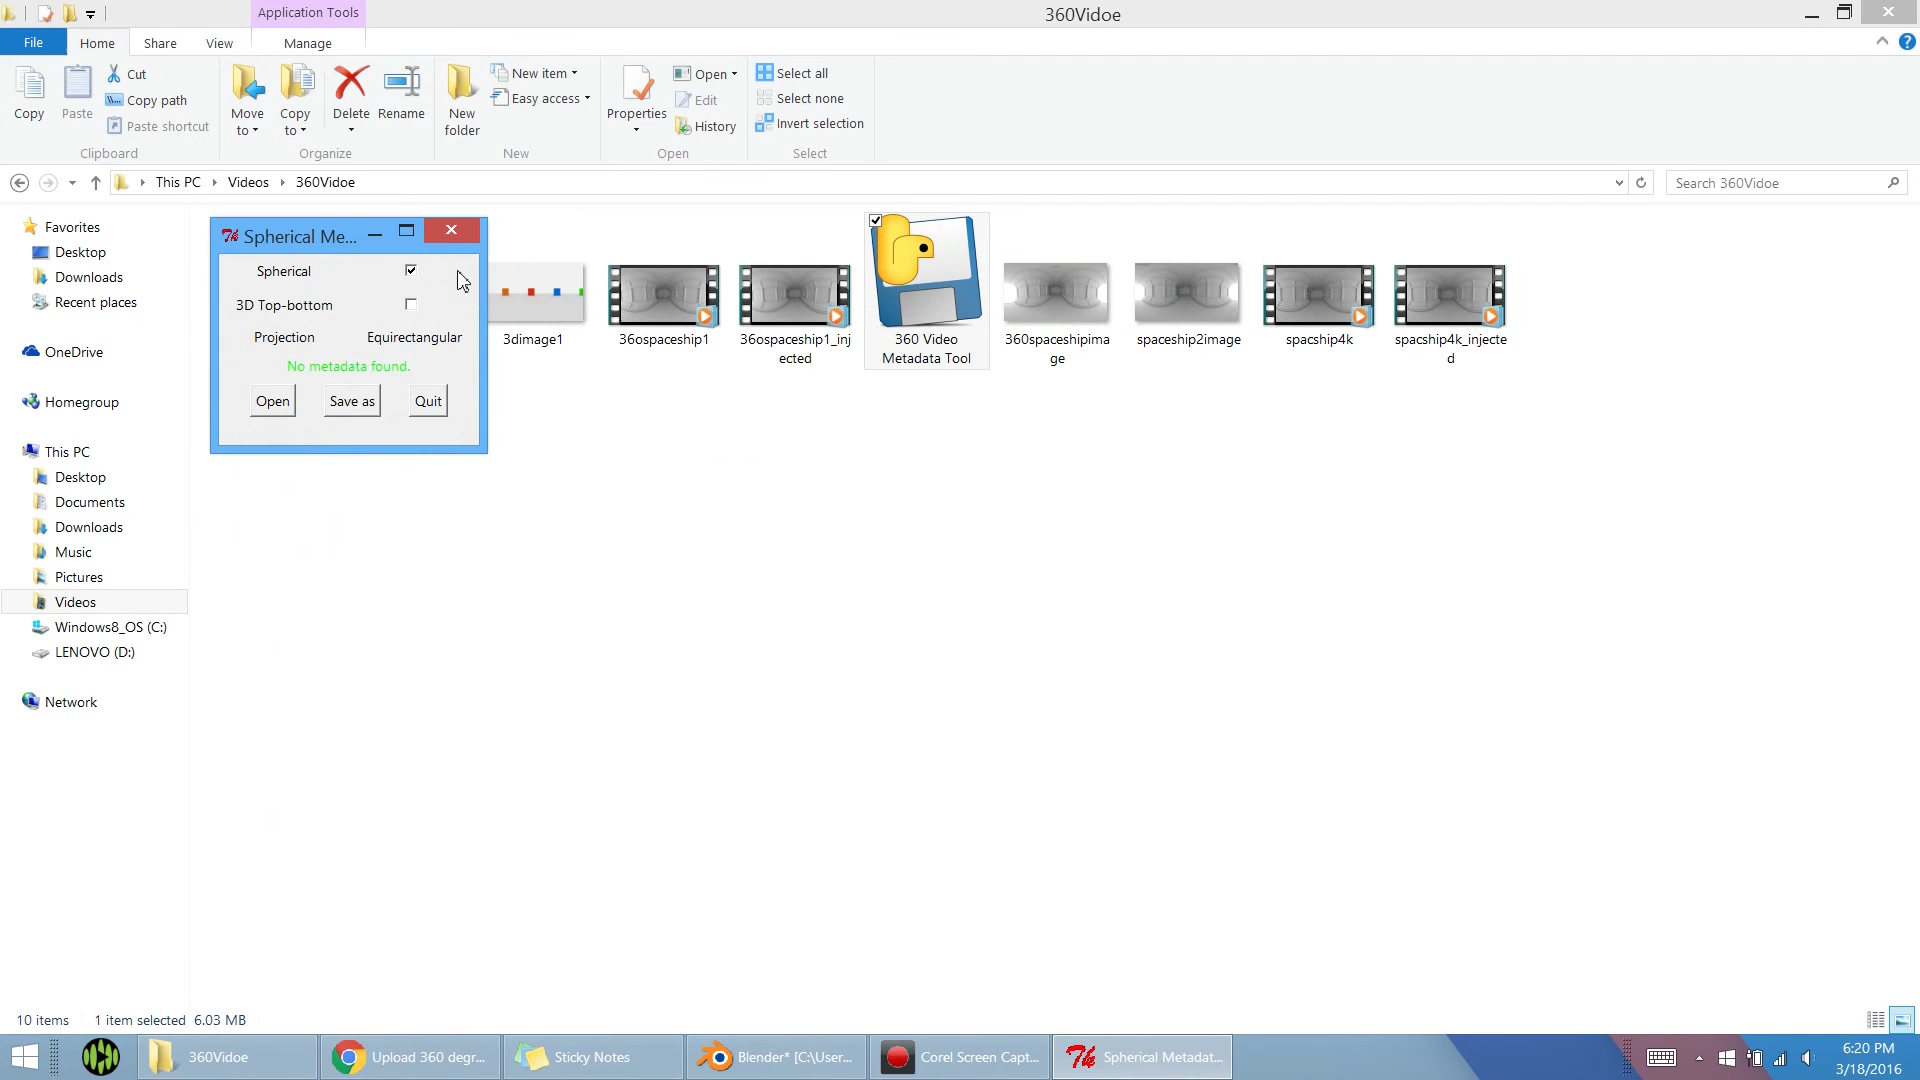 Application Tools
360Vidoe
File
Home
Share
View
Manage
Copy
Paste
Cut
Copy path
Paste shortcut
Clipboard
Move
to
Copy
to
Delete
Rename
Organize
New
folder
New item
Easy access
New
Properties
Open
Edit
History
Open
Select all
Select none
Invert selection
Select
This PC
Videos
360Vidoe
Search 360Vidoe
Favorites
Desktop
Downloads
Recent places
OneDrive
Homegroup
This PC
Desktop
Documents
Downloads
Music
Pictures
Videos
Windows8_OS (C:)
LENOVO (D:)
Network
Spherical Me...
Spherical
3D Top-bottom
Projection Equirectangular
No metadata found.
Open
Save as
Quit
3dimage1
36ospaceship1
36ospaceship1_inj
ected
360 Video
Metadata Tool
360spaceshipima
ge
spaceship2image
spacship4k
spacship4k_injecte
d
10 items 1 item selected 6.03 MB
360Vidoe
Upload 360 degr...
Sticky Notes
Blender* [C:\User...
Corel Screen Capt...
Spherical Metadat...
6:20 PM
3/18/2016